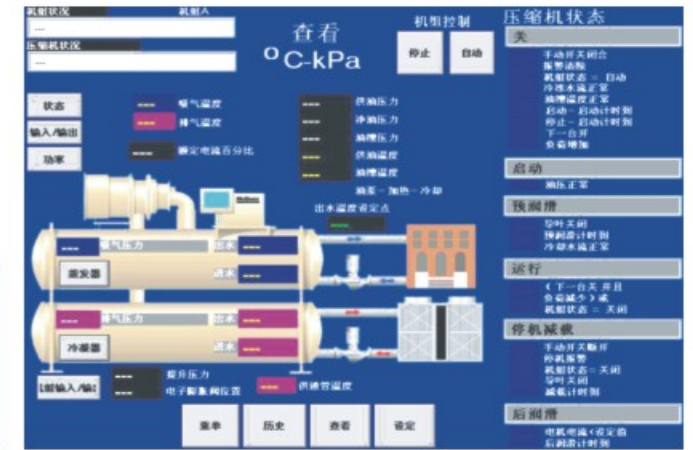 机组状况
机组A
---
压缩机状况
---
查看
°C-kPa
机组控制
停止
自动
状态
输入/输出
功率
---
吸气温度
---
排气温度
---
额定电流百分比
---
供油压力
---
净油压力
---
油槽压力
---
供油温度
---
油槽温度
油泵-加热-冷却
出水温度设定点
---
---
吸气压力
出水
---
蒸发器
进水
---
---
排气压力
出水
---
冷凝器
进水
---
---
提升压力
---
电子膨胀阀位置
---
供液管温度
菜单
历史
查看
设定
压缩机状态
关
手动开关闭合
报警清除
机组状态 = 自动
冷却水流正常
油槽温度正常
启动-启动计时到
停止-启动计时到
下一台开
负荷增加
启动
油压正常
预润滑
导叶关闭
预润滑计时到
冷却水流正常
运行
(下一台关 并且
负荷减少)或
机组状态 = 关闭
停机减载
手动开关断开
停机报警
机组状态=关闭
导叶关闭
减载计时到
后润滑
电机电流<设定值
后润滑计时到